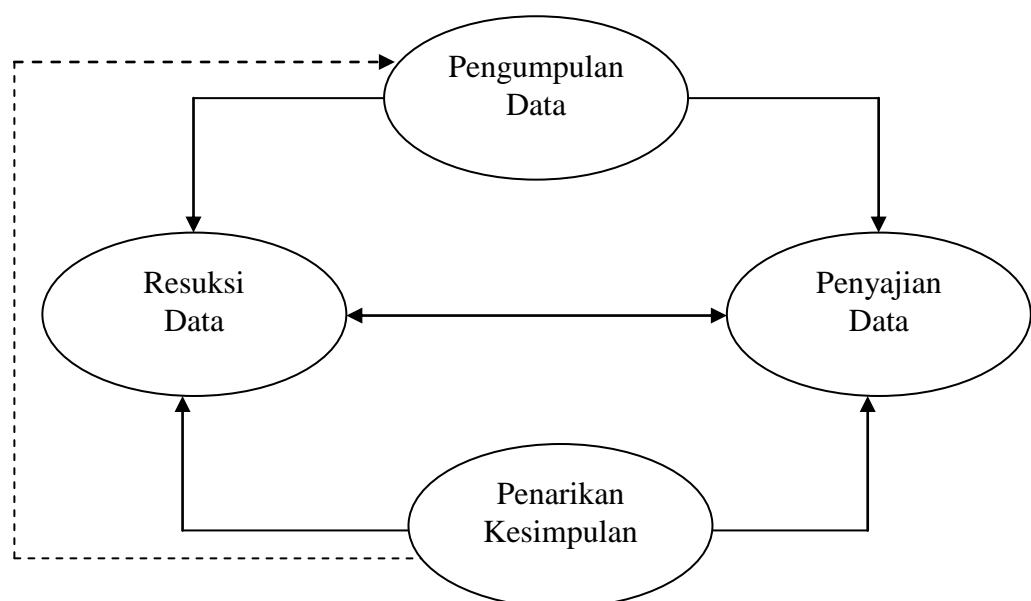 Pengumpulan
Data
Resuksi
Data
Penyajian
Data
Penarikan
Kesimpulan